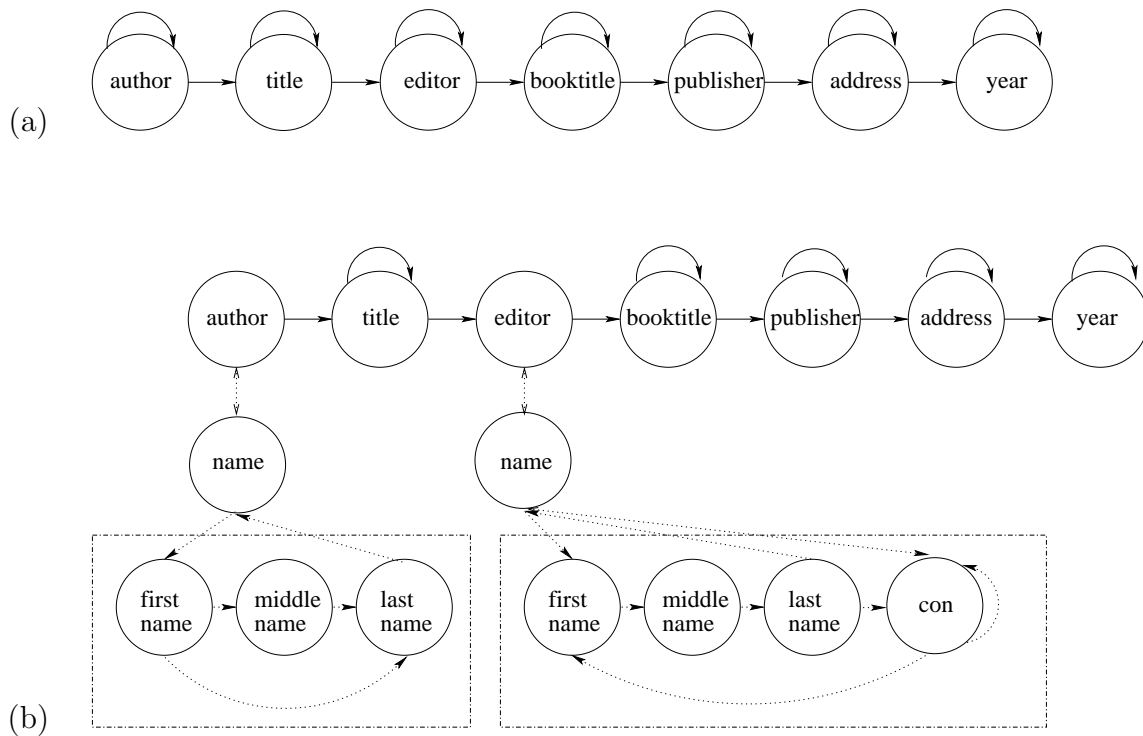 author title editor booktitle publisher address year
(a)
author title editor booktitle publisher address year
name name
first middle last first middle last con
name name name name name name
(b)